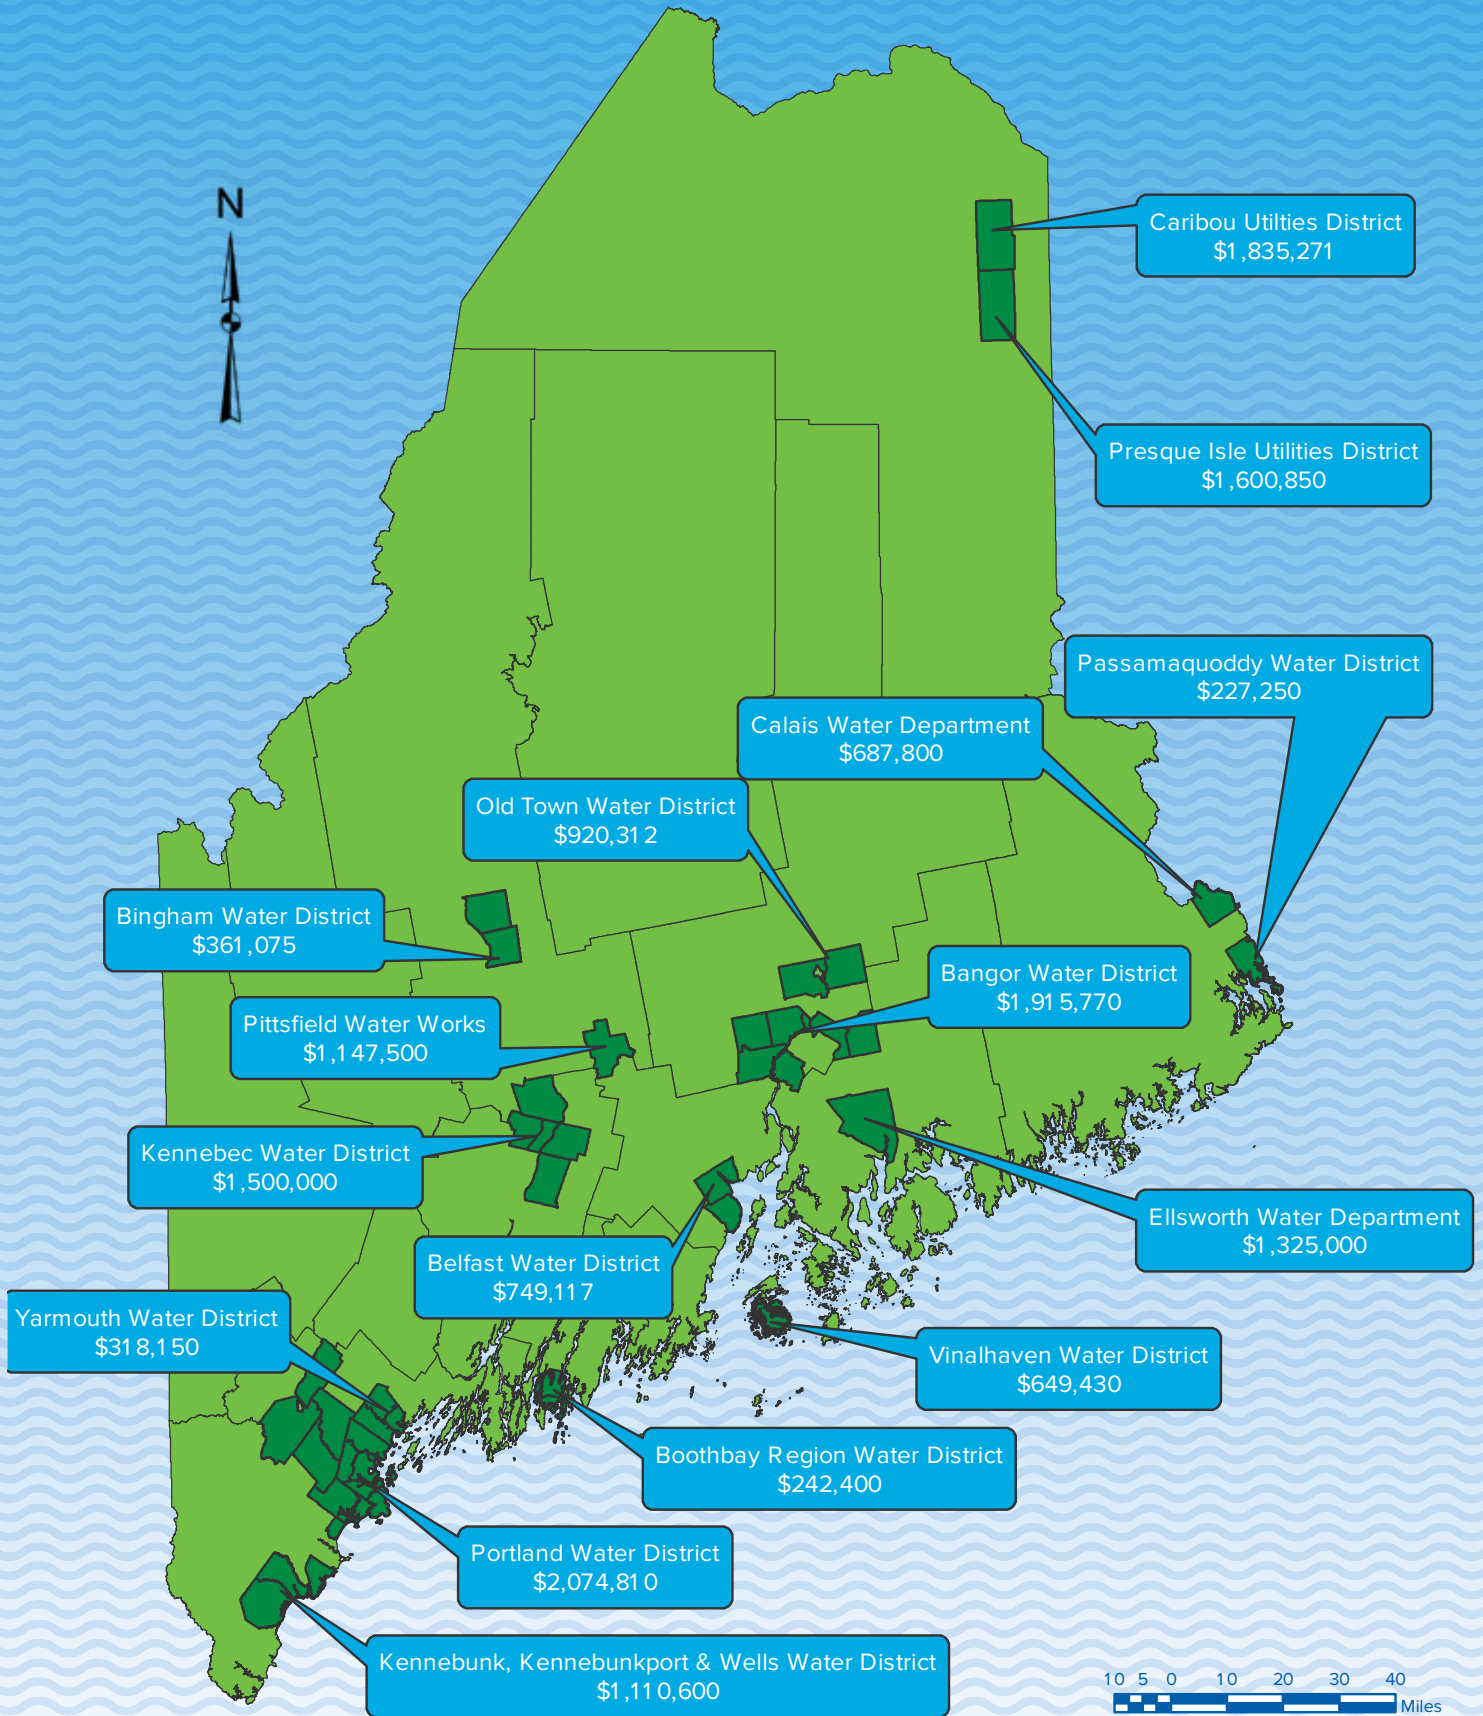 N
Caribou Utilties District
$1,835,271
Presque Isle Utilities District
$1,600,850
Passamaquoddy Water District
$227,250
Calais Water Department
$687,800
Old Town Water District
$920,312
Bingham Water District
$361,075
Bangor Water District
$1,915,770
Pittsfield Water Works
$1,147,500
Kennebec Water District
$1,500,000
Ellsworth Water Department
$1,325,000
Belfast Water District
$749,117
Yarmouth Water District
$318,150
Vinalhaven Water District
$649,430
Boothbay Region Water District
$242,400
Portland Water District
$2,074,810
Kennebunk, Kennebunkport & Wells Water District
$1,110,600
10 5 0 10 20 30 40
Miles